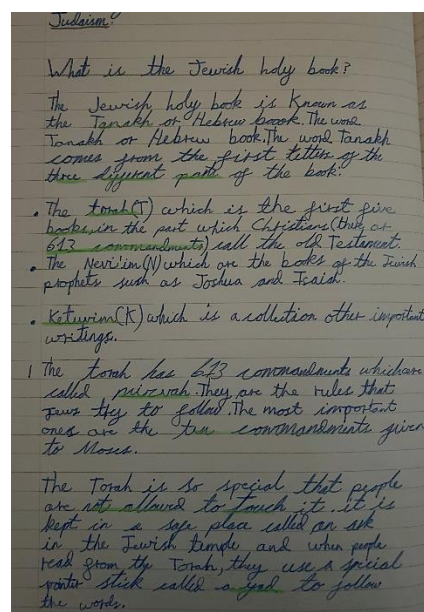 Judaism?
What is the Jewish holy book?
The Jewish holy book is Known as
the Tanakh or Hebrew boook. The word
Tanakh or Hebrew book. The word Tanakh
comes from the first letters of the
three different part of the book:
• The torah(T) which is the first five
books, in the part which Christians (they or
613 commandments) call the old Testament.
• The Nevi'im(N) which are the books of the Jewish
prophets such as Joshua and Isaiah.
• Ketuvim(K) which is a collection other important
writings.
1 The torah has 613 commandments which are
called mizvah. They are the rules that
Jews try to follow. The most important
ones are the ten commandments given
to Moses.
The Torah is so special that people
are not allowed to touch it. it is
kept in a safe place called an ark
in the Jewish temple and when people
read from the Torah, they use a special
pointer stick called a yad to follow
the words.